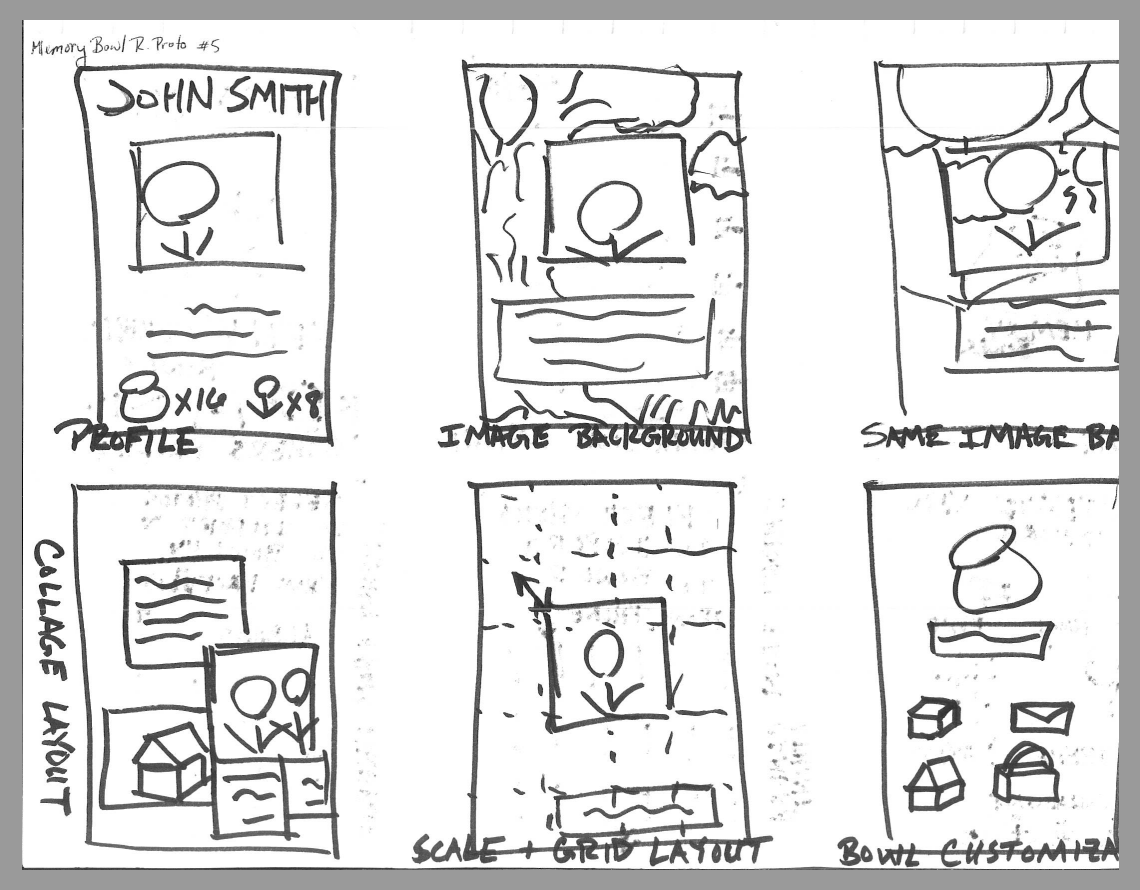 Memory Bowl R. Proto #5
JOHN SMITH
x16 x8
PROFILE
IMAGE BACKGROUND
SAME IMAGE BA
COLLAGE LAYOUT
SCALE + GRID LAYOUT
BOWL CUSTOMIZA